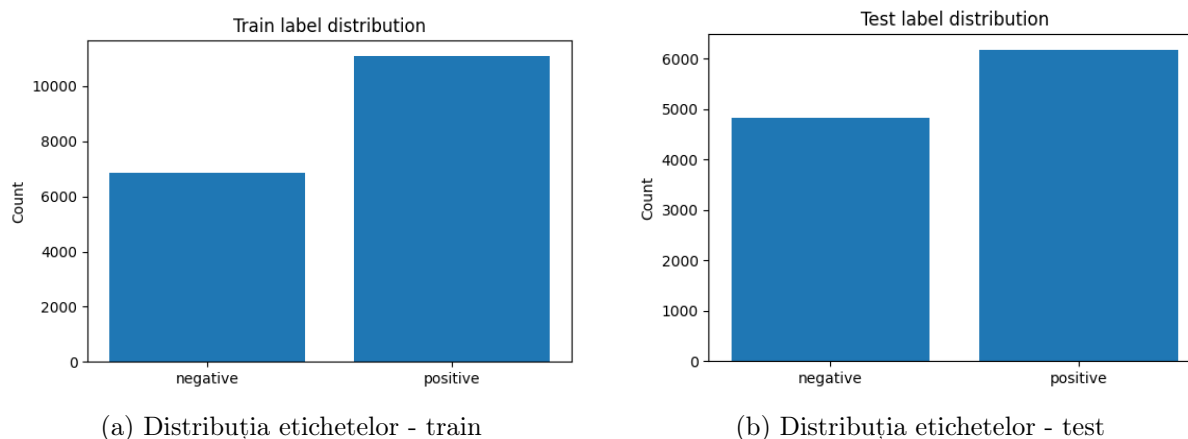 Train label distribution
Count
10000
8000
6000
4000
2000
0
negative positive
(a) Distribuția etichetelor - train
Test label distribution
Count
6000
5000
4000
3000
2000
1000
0
negative positive
(b) Distribuția etichetelor - test